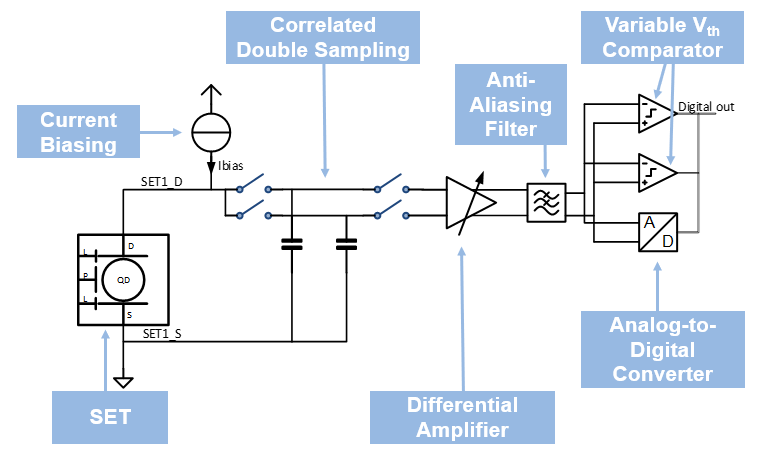 Correlated
Double Sampling
Variable Vth
Comparator
Anti-
Aliasing
Filter
Current
Biasing
Digital out
Ibias
SET1_D
A
D
D
L
P
QD
L
S
SET1_S
Analog-to-
Digital
Converter
SET
Differential
Amplifier